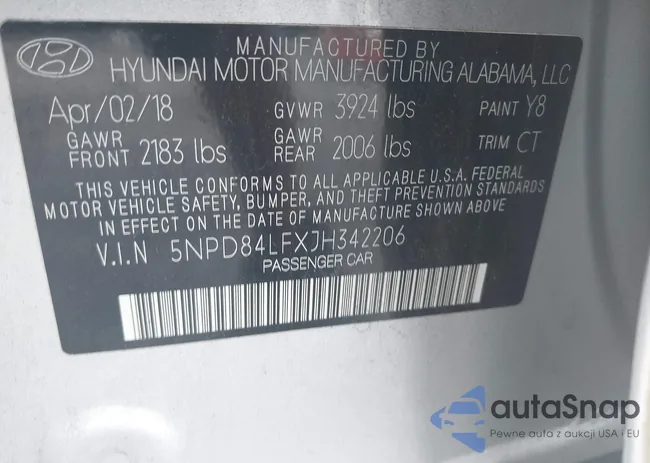 MANUFACTURED BY
HYUNDAI MOTOR MANUFACTURING ALABAMA, LLC
Apr/02/18 GVWR 3924 lbs PAINT Y8
GAWR FRONT 2183 lbs GAWR REAR 2006 lbs TRIM CT
THIS VEHICLE CONFORMS TO ALL APPLICABLE U.S.A. FEDERAL
MOTOR VEHICLE SAFETY, BUMPER, AND THEFT PREVENTION STANDARDS
IN EFFECT ON THE DATE OF MANUFACTURE SHOWN ABOVE
V.I.N 5NPD84LFXJH342206
PASSENGER CAR
autaSnap
Pewne auta z aukcji USA i EU